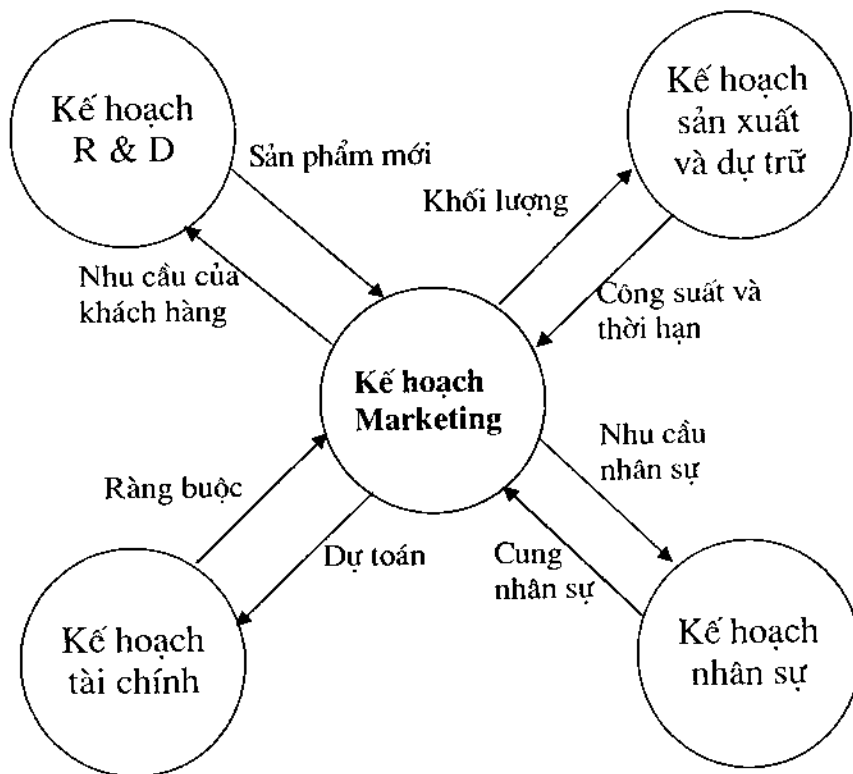 Kế hoạch
R & D
Kế hoạch
sản xuất
và dự trữ
Sản phẩm mới
Khối lượng
Nhu cầu của
khách hàng
Công suất và
thời hạn
Kế hoạch
Marketing
Nhu cầu
nhân sự
Ràng buộc
Dự toán
Cung
nhân sự
Kế hoạch
tài chính
Kế hoạch
nhân sự